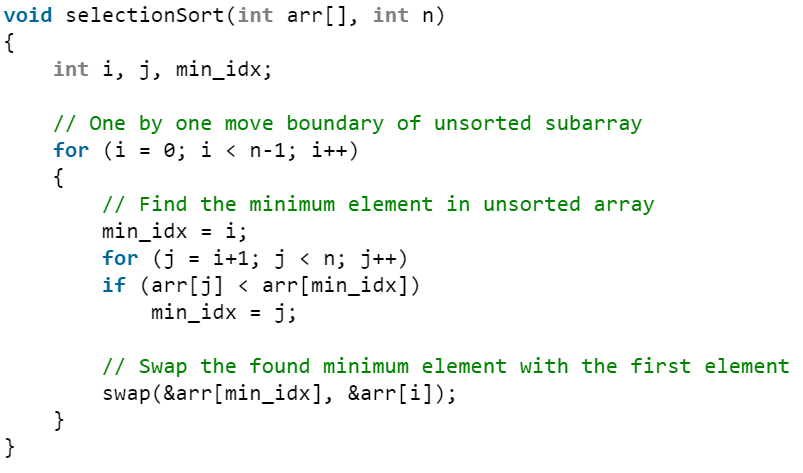 void selectionSort(int arr[], int n)
{
    int i, j, min_idx;

    // One by one move boundary of unsorted subarray
    for (i = 0; i < n-1; i++)
    {
        // Find the minimum element in unsorted array
        min_idx = i;
        for (j = i+1; j < n; j++)
        if (arr[j] < arr[min_idx])
            min_idx = j;

        // Swap the found minimum element with the first element
        swap(&arr[min_idx], &arr[i]);
    }
}